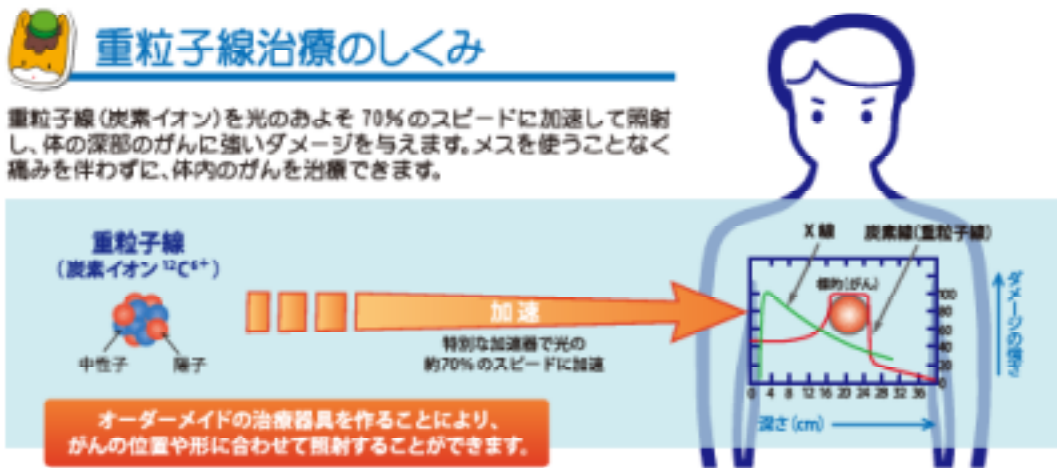 重粒子線治療のしくみ
重粒子線(炭素イオン)を光のおよそ 70%のスピードに加速して照射
し、体の深部のがんに強いダメージを与えます。メスを使うことなく
痛みを伴わずに、体内のがんを治療できます。
重粒子線
(炭素イオン ¹²C⁶⁺)
中性子
陽子
加速
特別な加速器で光の
約70%のスピードに加速
オーダーメイドの治療器具を作ることにより、
がんの位置や形に合わせて照射することができます。
X 線
炭素線(重粒子線)
標的(がん)
100
80
60
40
20
0
ダメージの強さ
0 4 8 12 16 20 24 28 32 36
深さ(cm)